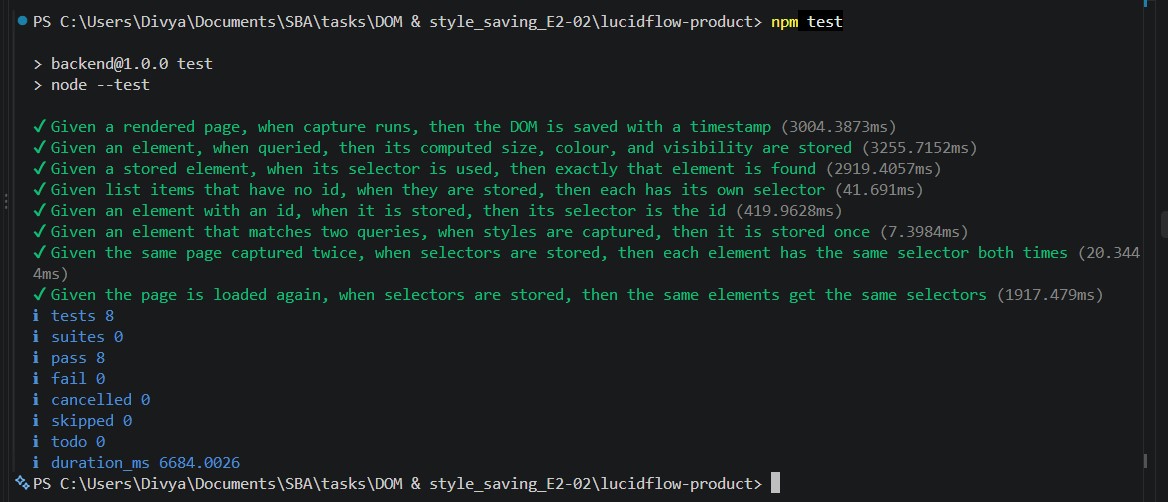 PS C:\Users\Divya\Documents\SBA\tasks\DOM & style_saving_E2-02\lucidflow-product> npm test
> backend@1.0.0 test
> node --test
✔ Given a rendered page, when capture runs, then the DOM is saved with a timestamp (3004.3873ms)
✔ Given an element, when queried, then its computed size, colour, and visibility are stored (3255.7152ms)
✔ Given a stored element, when its selector is used, then exactly that element is found (2919.4057ms)
✔ Given list items that have no id, when they are stored, then each has its own selector (41.691ms)
✔ Given an element with an id, when it is stored, then its selector is the id (419.9628ms)
✔ Given an element that matches two queries, when styles are captured, then it is stored once (7.3984ms)
✔ Given the same page captured twice, when selectors are stored, then each element has the same selector both times (20.344
4ms)
✔ Given the page is loaded again, when selectors are stored, then the same elements get the same selectors (1917.479ms)
ℹ tests 8
ℹ suites 0
ℹ pass 8
ℹ fail 0
ℹ cancelled 0
ℹ skipped 0
ℹ todo 0
ℹ duration_ms 6684.0026
PS C:\Users\Divya\Documents\SBA\tasks\DOM & style_saving_E2-02\lucidflow-product>